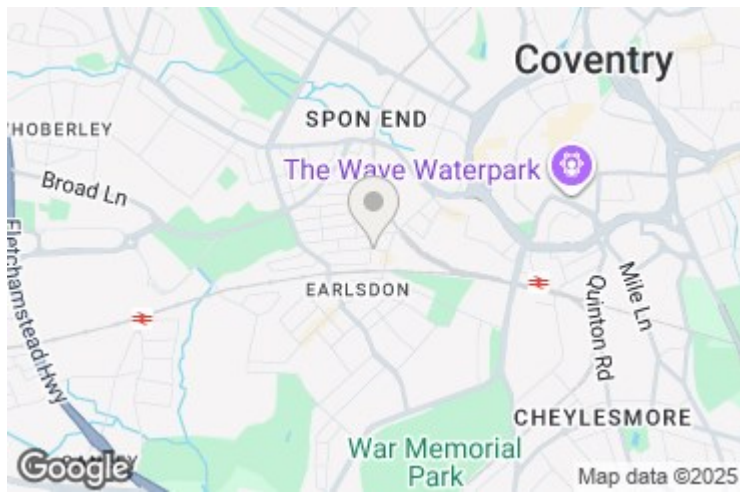 Coventry
SPON END
HOBERLEY
The Wave Waterpark
Broad Ln
Fletchamstead Hwy
EARLSDON
Mile Ln
Quinton Rd
CHEYLESMORE
War Memorial
Park
Google
Map data ©2025